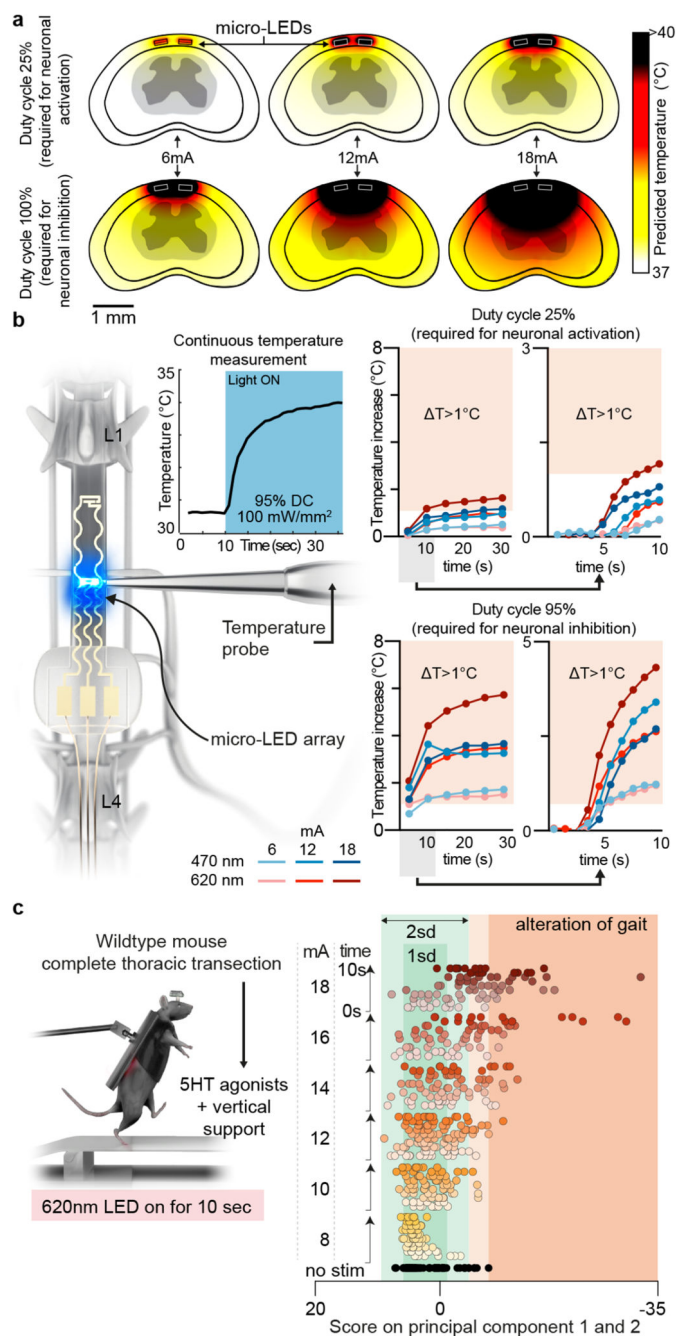 a
micro-LEDs
Duty cycle 25%
(required for neuronal
activation)
6mA
12mA
18mA
Duty cycle 100%
(required for
neuronal inhibition)
>40
Predicted temperature (°C)
37
1 mm
b
Continuous temperature
measurement
35
Light ON
Temperature (°C)
95% DC
100 mW/mm²
30
0
10
Time (sec)
30
L1
Temperature
probe
micro-LED array
L4
mA
6
12
18
470 nm
620 nm
Duty cycle 25%
(required for neuronal activation)
8
ΔT>1°C
Temperature increase (°C)
0
10
20
30
time (s)
3
ΔT>1°C
0
0
5
10
time (s)
Duty cycle 95%
(required for neuronal inhibition)
8
ΔT>1°C
Temperature increase (°C)
0
10
20
30
time (s)
5
ΔT>1°C
0
0
5
10
time (s)
c
Wildtype mouse
complete thoracic transection
5HT agonists
+ vertical
support
620nm LED on for 10 sec
mA
time
2sd
1sd
alteration of gait
10s
18
0s
16
14
12
10
8
no stim
20
0
-35
Score on principal component 1 and 2